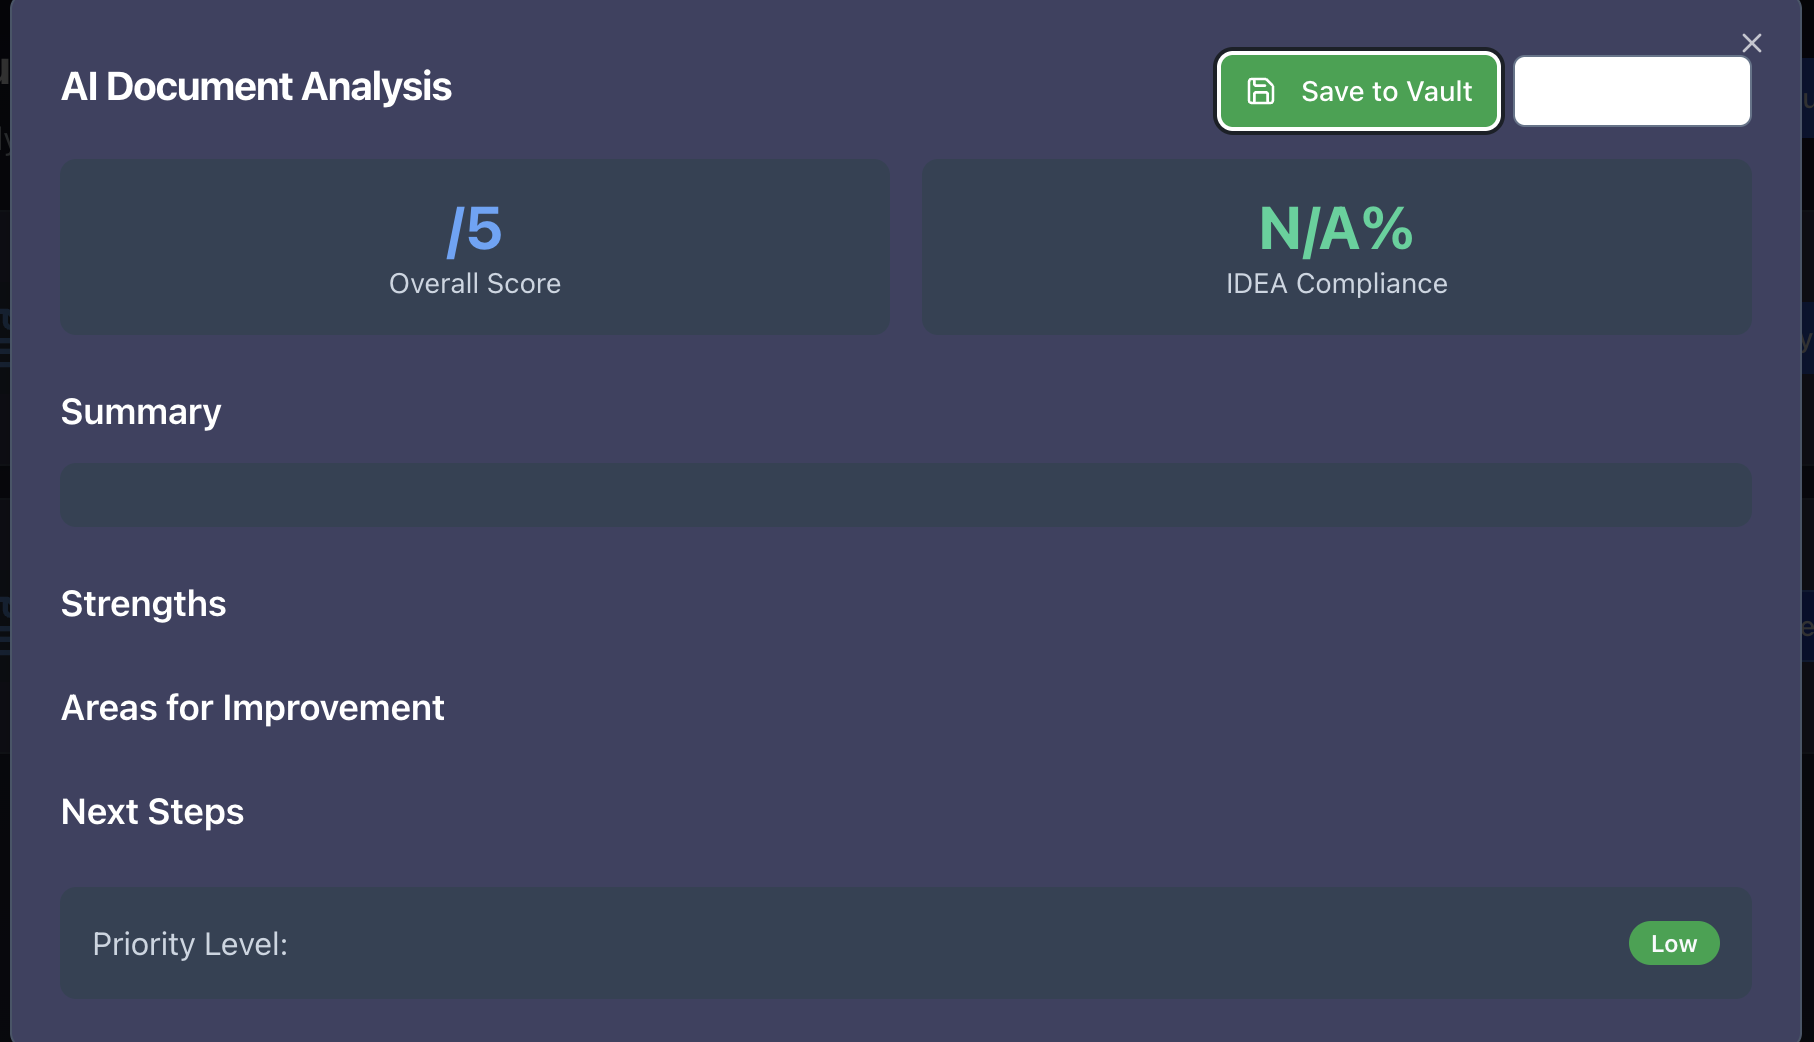 AI Document Analysis
Save to Vault
/5
Overall Score
N/A%
IDEA Compliance
Summary
Strengths
Areas for Improvement
Next Steps
Priority Level:
Low